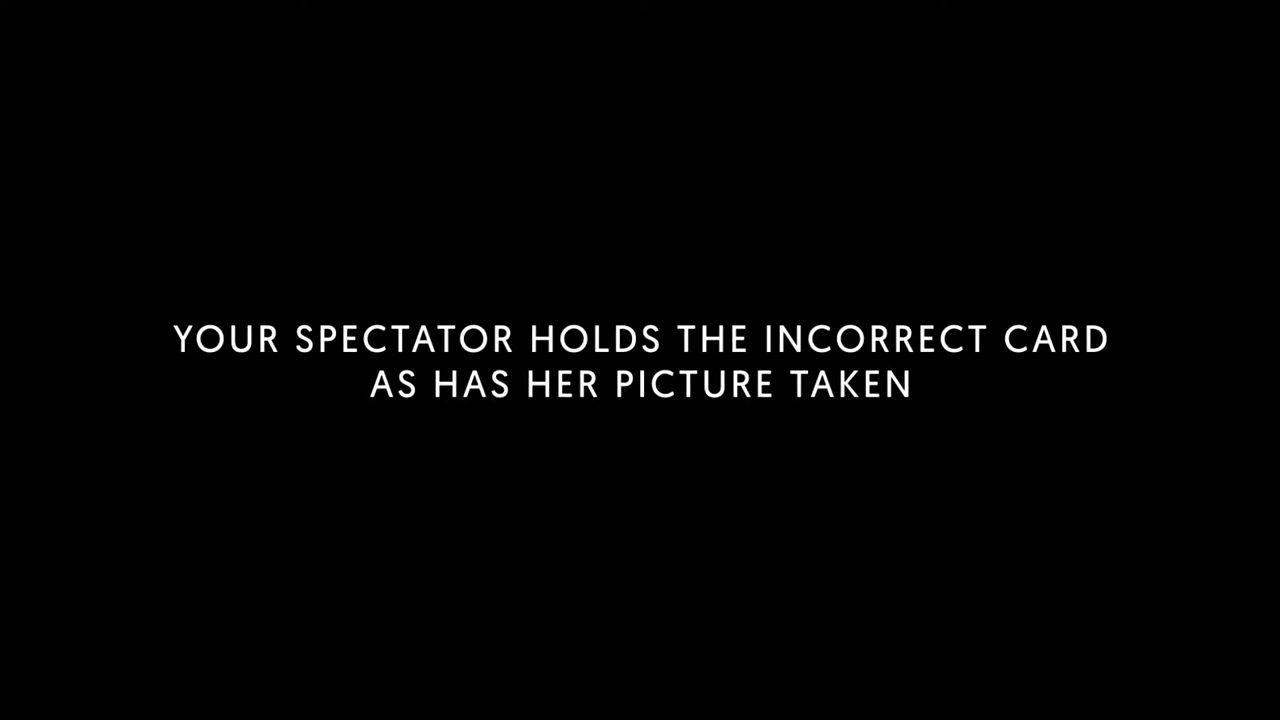 YOUR SPECTATOR HOLDS THE INCORRECT CARD
AS HAS HER PICTURE TAKEN